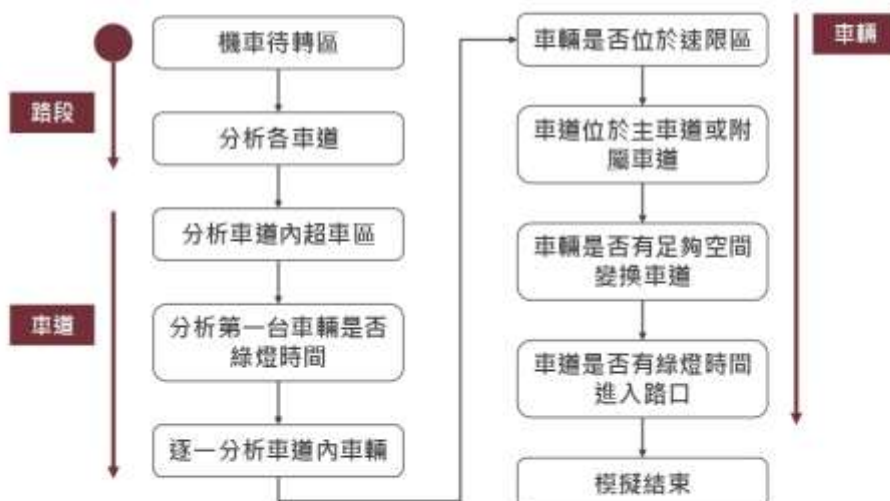 路段
機車待轉區
分析各車道
車道
分析車道內超車區
分析第一台車輛是否
綠燈時間
逐一分析車道內車輛
車輛
車輛是否位於速限區
車道位於主車道或附
屬車道
車輛是否有足夠空間
變換車道
車道是否有綠燈時間
進入路口
模擬結束